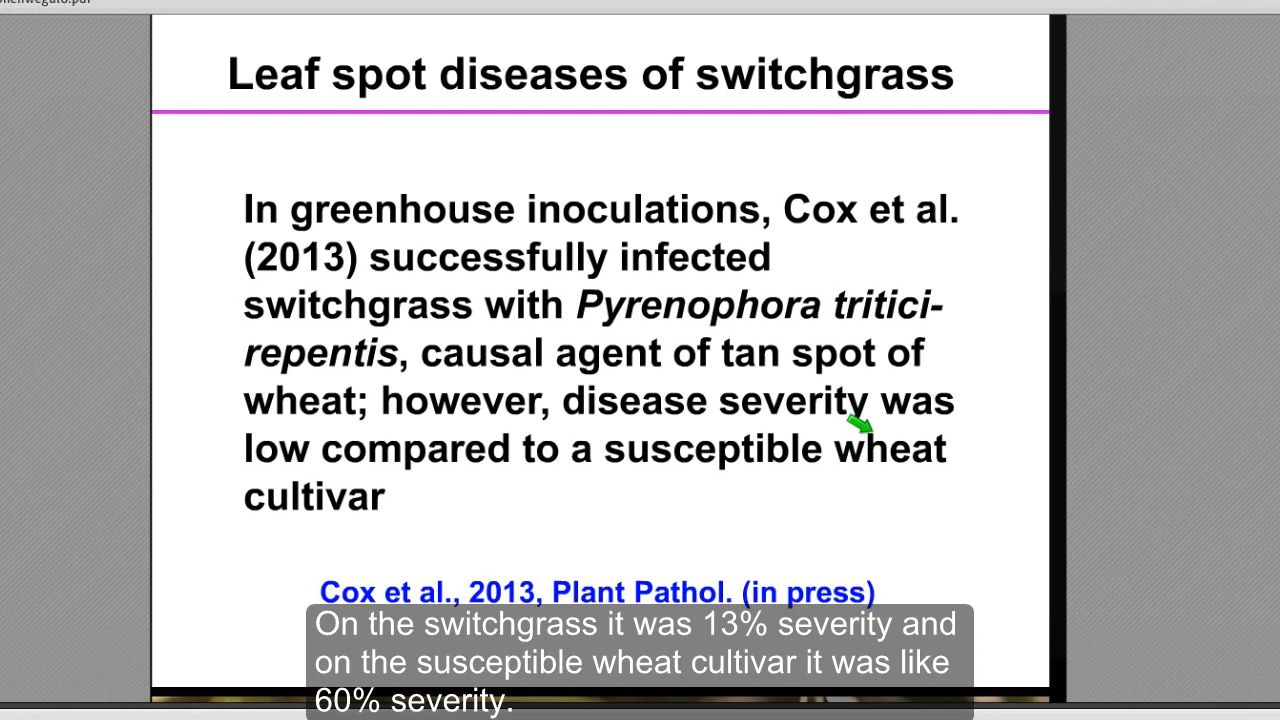 Leaf spot diseases of switchgrass
In greenhouse inoculations, Cox et al.
(2013) successfully infected
switchgrass with Pyrenophora tritici-
repentis, causal agent of tan spot of
wheat; however, disease severity was
low compared to a susceptible wheat
cultivar
Cox et al., 2013, Plant Pathol. (in press)
On the switchgrass it was 13% severity and
on the susceptible wheat cultivar it was like
60% severity.